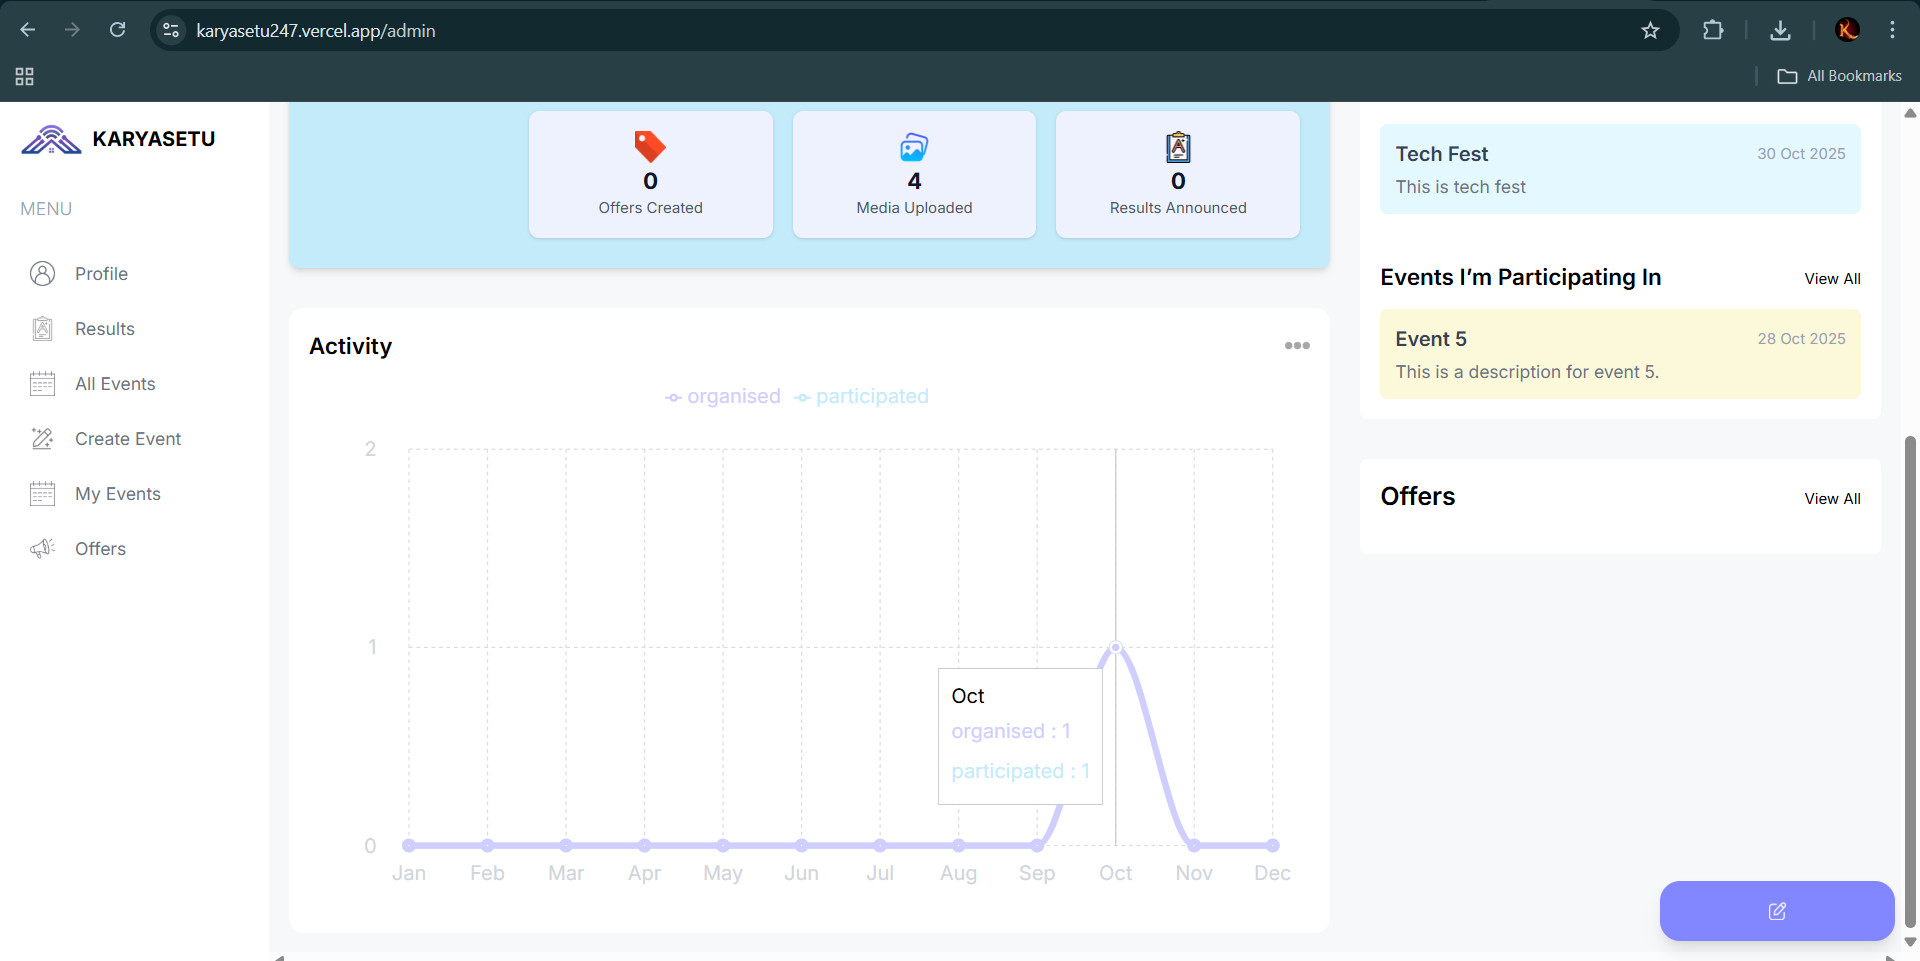 karyasetu247.vercel.app/admin
All Bookmarks
KARYASETU
MENU
Profile
Results
All Events
Create Event
My Events
Offers
0
Offers Created
4
Media Uploaded
0
Results Announced
Activity
organised participated
2
1
0
Jan Feb Mar Apr May Jun Jul Aug Sep Oct Nov Dec
Oct
organised : 1
participated : 1
Tech Fest 30 Oct 2025
This is tech fest
Events I’m Participating In View All
Event 5 28 Oct 2025
This is a description for event 5.
Offers View All